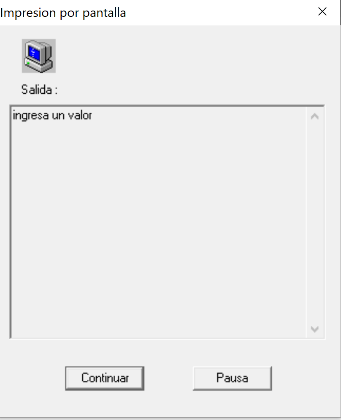 Impresion por pantalla
Salida :
ingresa un valor
Continuar
Pausa